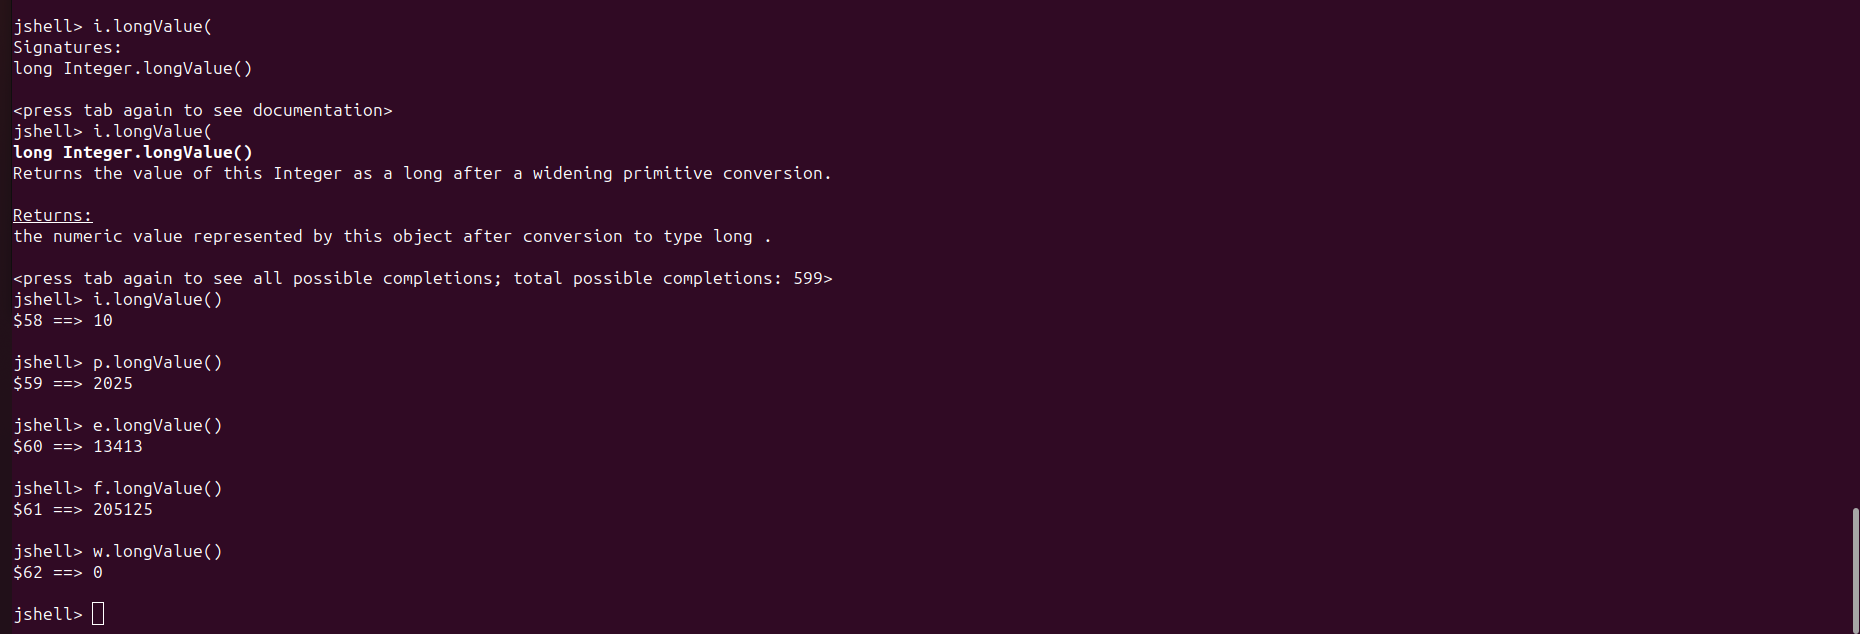 jshell> i.longValue(
Signatures:
long Integer.longValue()
<press tab again to see documentation>
jshell> i.longValue(
long Integer.longValue()
Returns the value of this Integer as a long after a widening primitive conversion.
Returns:
the numeric value represented by this object after conversion to type long .
<press tab again to see all possible completions; total possible completions: 599>
jshell> i.longValue()
$58 ==> 10
jshell> p.longValue()
$59 ==> 2025
jshell> e.longValue()
$60 ==> 13413
jshell> f.longValue()
$61 ==> 205125
jshell> w.longValue()
$62 ==> 0
jshell>